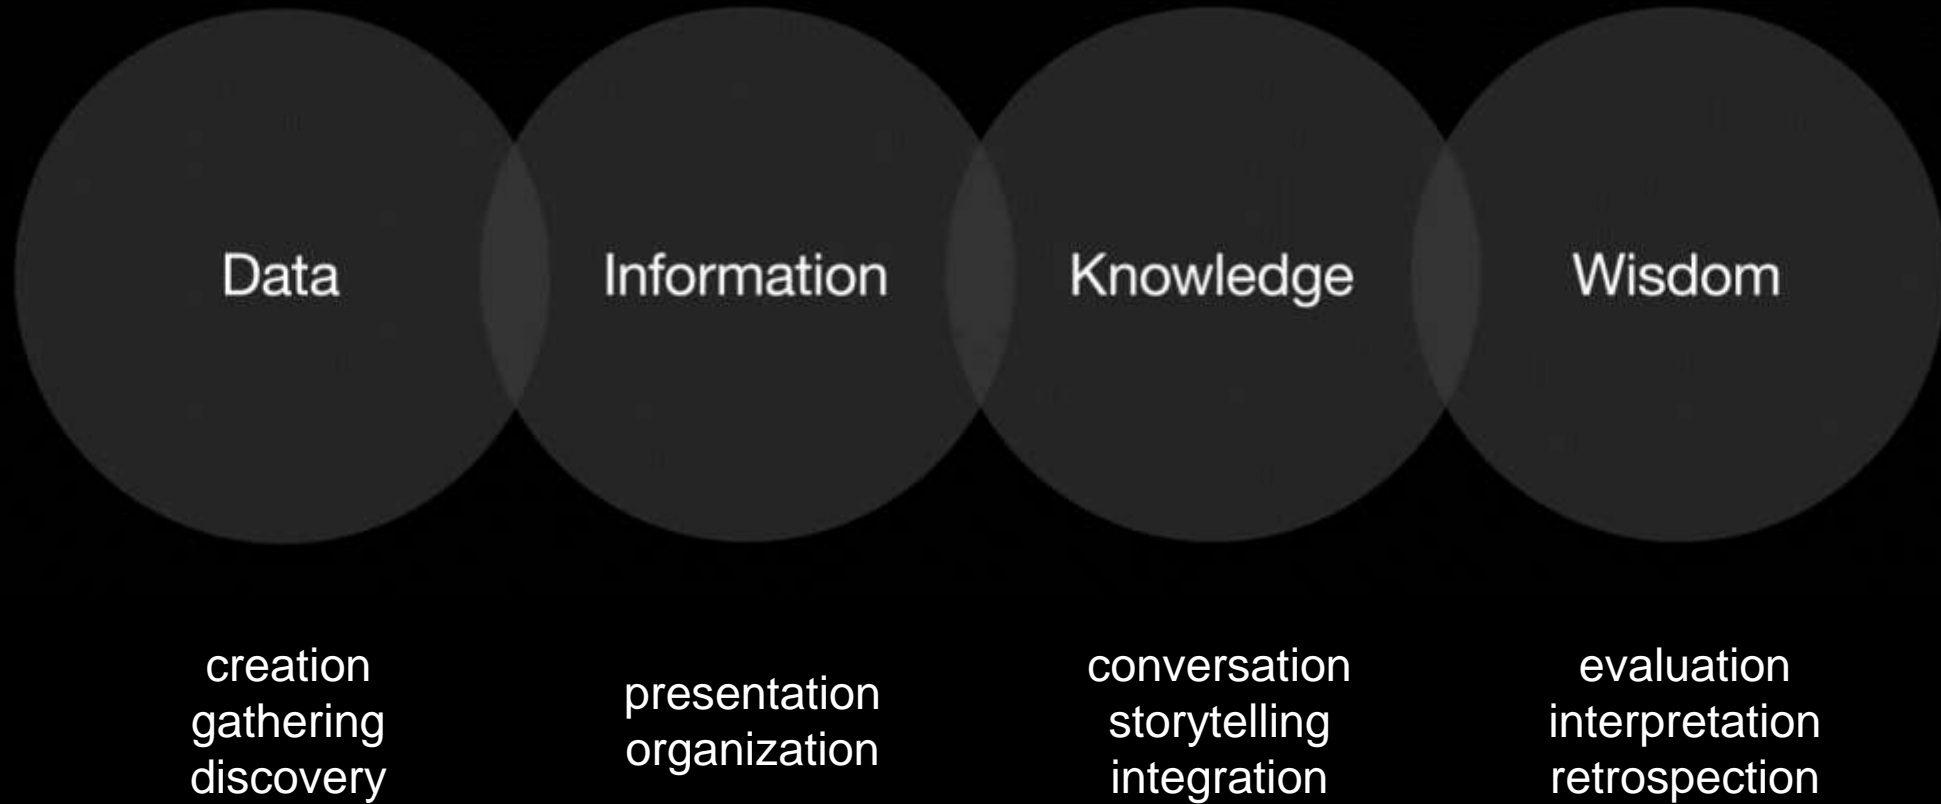 Data
Information
Knowledge
Wisdom
creation
gathering
discovery
presentation
organization
conversation
storytelling
integration
evaluation
interpretation
retrospection